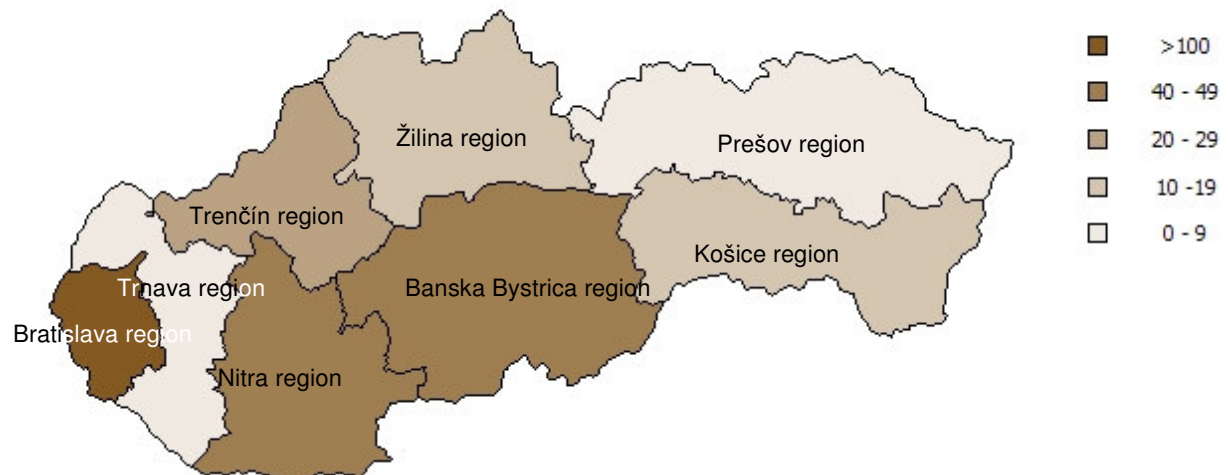 Žilina region
Prešov region
Trenčín region
Košice region
Trnava region
Banska Bystrica region
Bratislava region
Nitra region
>100
40 - 49
20 - 29
10 -19
0 - 9